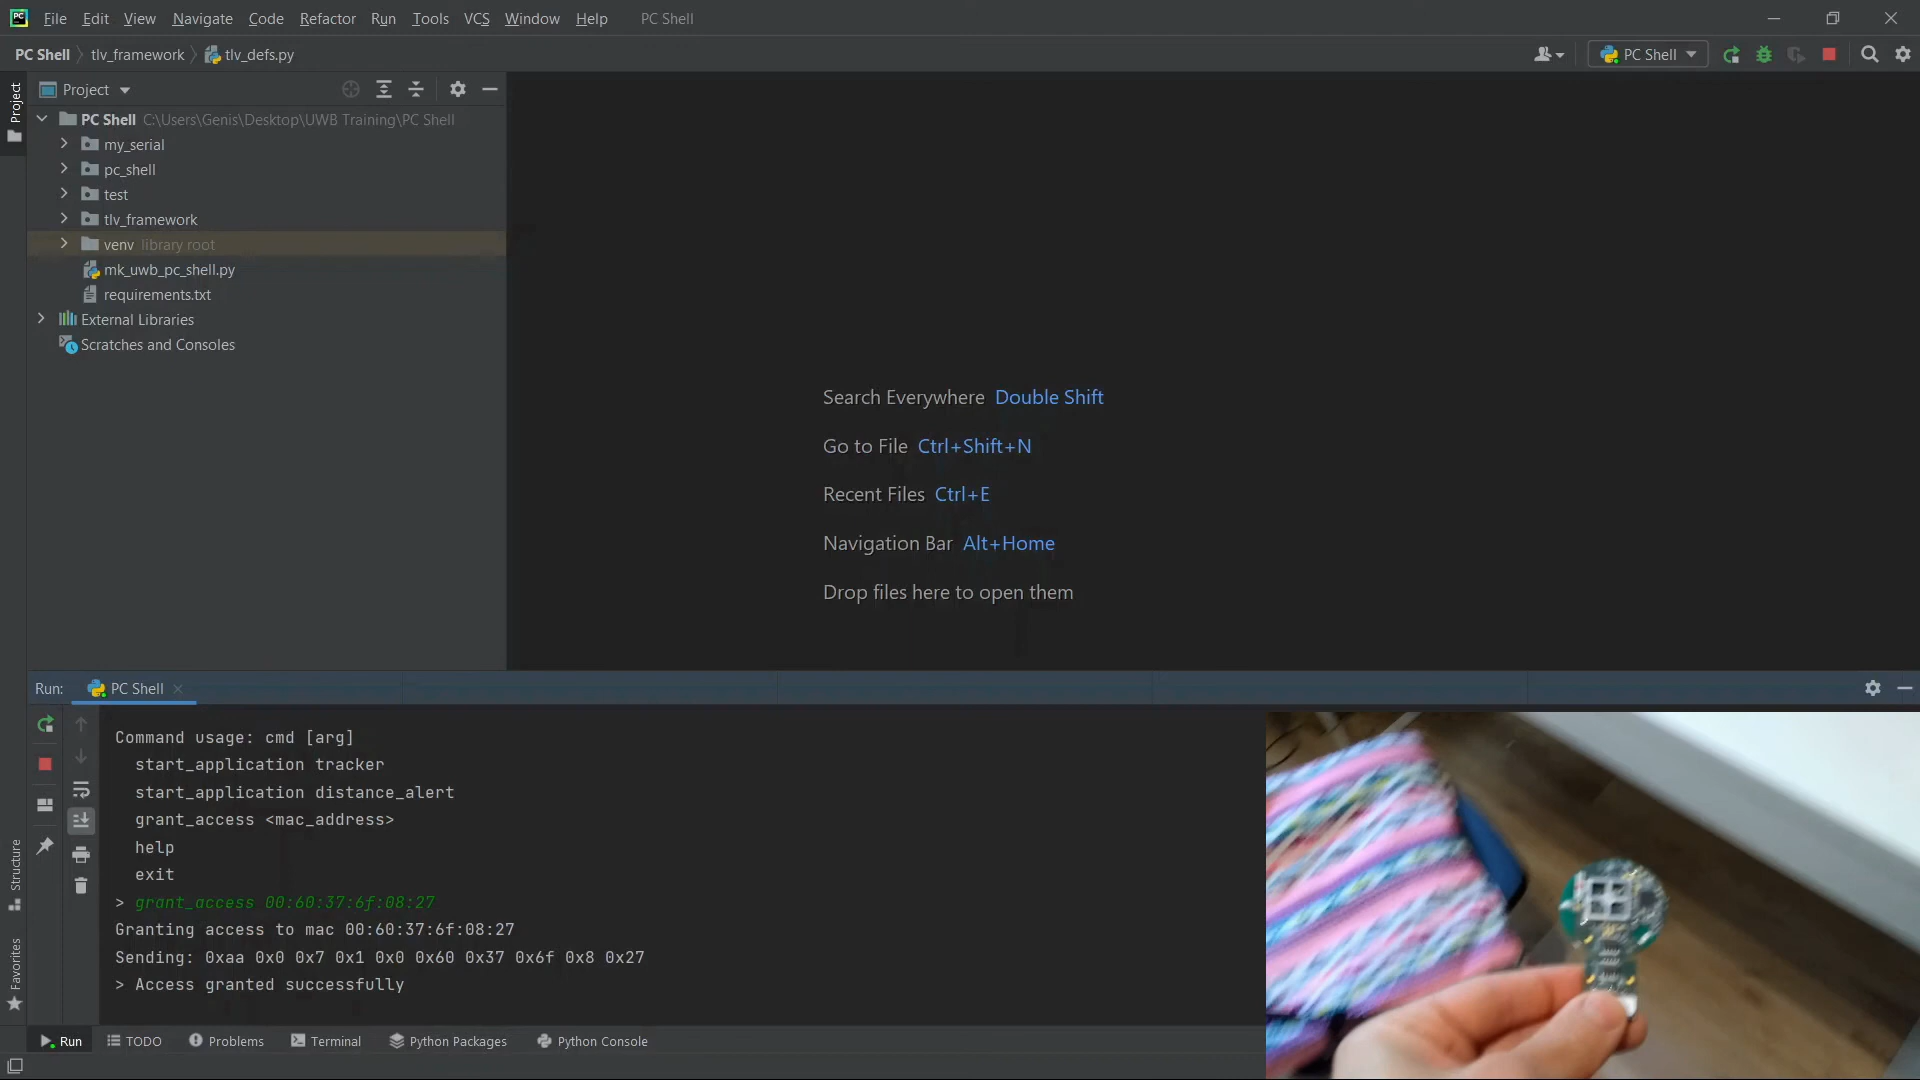 File Edit View Navigate Code Refactor Run Tools VCS Window Help PC Shell
PC Shell tlv_framework tlv_defs.py PC Shell
Project
Project
PC Shell C:\Users\Genis\Desktop\UWB Training\PC Shell
my_serial
pc_shell
test
tlv_framework
venv library root
mk_uwb_pc_shell.py
requirements.txt
External Libraries
Scratches and Consoles
Search Everywhere Double Shift
Go to File Ctrl+Shift+N
Recent Files Ctrl+E
Navigation Bar Alt+Home
Drop files here to open them
Run: PC Shell
Command usage: cmd [arg]
start_application tracker
start_application distance_alert
grant_access <mac_address>
help
exit
> grant_access 00:60:37:6f:08:27
Granting access to mac 00:60:37:6f:08:27
Sending: 0xaa 0x0 0x7 0x1 0x0 0x60 0x37 0x6f 0x8 0x27
> Access granted successfully
Structure
Favorites
Run TODO Problems Terminal Python Packages Python Console